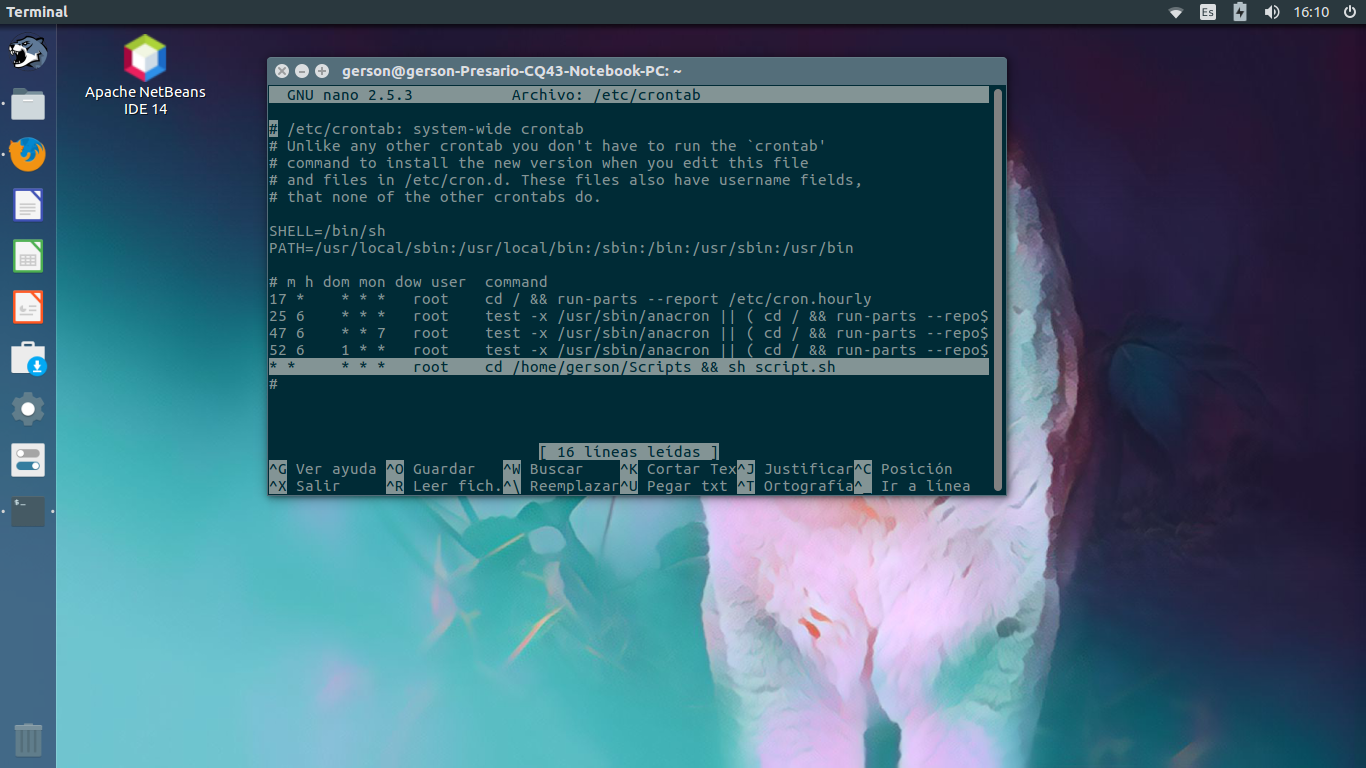 Terminal
Es
16:10
Apache NetBeans
IDE 14
gerson@gerson-Presario-CQ43-Notebook-PC: ~
GNU nano 2.5.3 Archivo: /etc/crontab
# /etc/crontab: system-wide crontab
# Unlike any other crontab you don't have to run the `crontab'
# command to install the new version when you edit this file
# and files in /etc/cron.d. These files also have username fields,
# that none of the other crontabs do.
SHELL=/bin/sh
PATH=/usr/local/sbin:/usr/local/bin:/sbin:/bin:/usr/sbin:/usr/bin
# m h dom mon dow user  command
17 *    * * *   root    cd / && run-parts --report /etc/cron.hourly
25 6    * * *   root    test -x /usr/sbin/anacron || ( cd / && run-parts --repo$
47 6    * * 7   root    test -x /usr/sbin/anacron || ( cd / && run-parts --repo$
52 6    1 * *   root    test -x /usr/sbin/anacron || ( cd / && run-parts --repo$
* *     * * *   root    cd /home/gerson/Scripts && sh script.sh
#
[ 16 líneas leídas ]
^G Ver ayuda ^O Guardar ^W Buscar ^K Cortar Tex^J Justificar^C Posición
^X Salir ^R Leer fich.^\ Reemplazar^U Pegar txt ^T Ortografía^_ Ir a línea